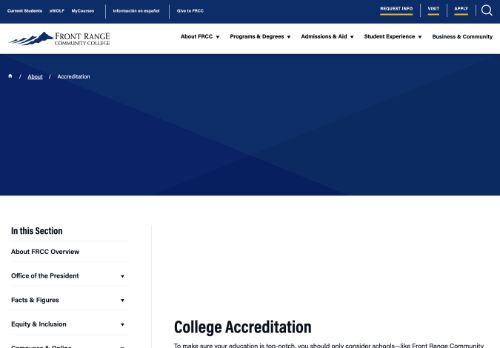 Current Students eWOLF MyCourses Información en español Give to FRCC REQUEST INFO VISIT APPLY
FRONT RANGE
COMMUNITY COLLEGE
About FRCC Programs & Degrees Admissions & Aid Student Experience Business & Community
/ About / Accreditation
In this Section
About FRCC Overview
Office of the President
Facts & Figures
Equity & Inclusion
Campuses & Online
College Accreditation
To make sure your education is top-notch, you should only consider schools—like Front Range Community